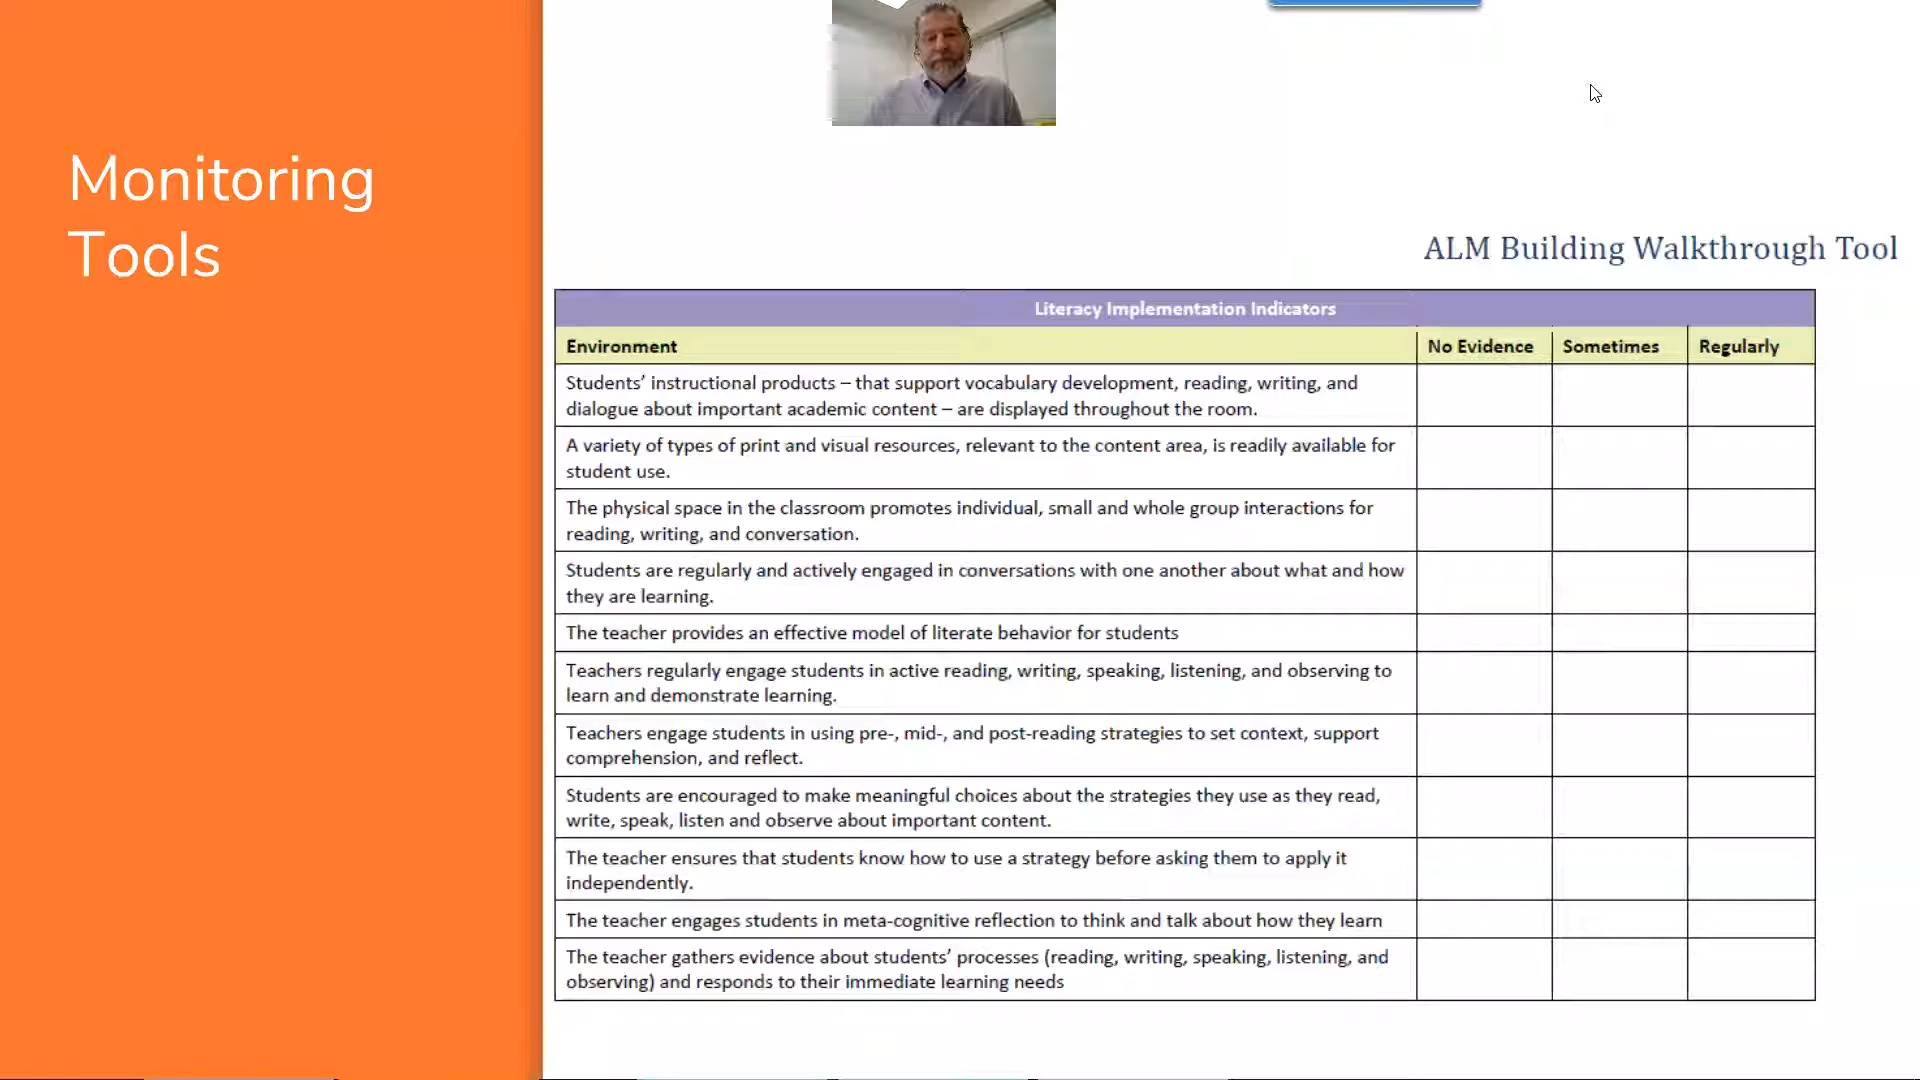 Monitoring
Tools
ALM Building Walkthrough Tool
Literacy Implementation Indicators
Environment No Evidence Sometimes Regularly
Students’ instructional products – that support vocabulary development, reading, writing, and
dialogue about important academic content – are displayed throughout the room.
A variety of types of print and visual resources, relevant to the content area, is readily available for
student use.
The physical space in the classroom promotes individual, small and whole group interactions for
reading, writing, and conversation.
Students are regularly and actively engaged in conversations with one another about what and how
they are learning.
The teacher provides an effective model of literate behavior for students
Teachers regularly engage students in active reading, writing, speaking, listening, and observing to
learn and demonstrate learning.
Teachers engage students in using pre-, mid-, and post-reading strategies to set context, support
comprehension, and reflect.
Students are encouraged to make meaningful choices about the strategies they use as they read,
write, speak, listen and observe about important content.
The teacher ensures that students know how to use a strategy before asking them to apply it
independently.
The teacher engages students in meta-cognitive reflection to think and talk about how they learn
The teacher gathers evidence about students’ processes (reading, writing, speaking, listening, and
observing) and responds to their immediate learning needs